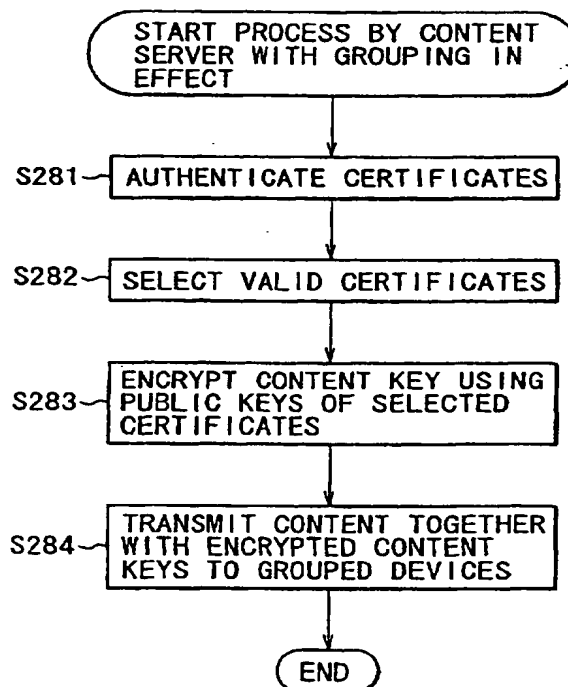 START PROCESS BY CONTENT
SERVER WITH GROUPING IN
EFFECT
S281
AUTHENTICATE CERTIFICATES
S282
SELECT VALID CERTIFICATES
S283
ENCRYPT CONTENT KEY USING
PUBLIC KEYS OF SELECTED
CERTIFICATES
S284
TRANSMIT CONTENT TOGETHER
WITH ENCRYPTED CONTENT
KEYS TO GROUPED DEVICES
END